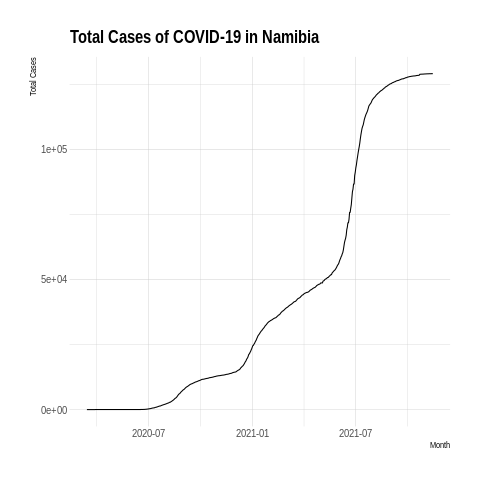 Total Cases of COVID-19 in Namibia
Total Cases
1e+05
5e+04
0e+00
2020-07 2021-01 2021-07
Month